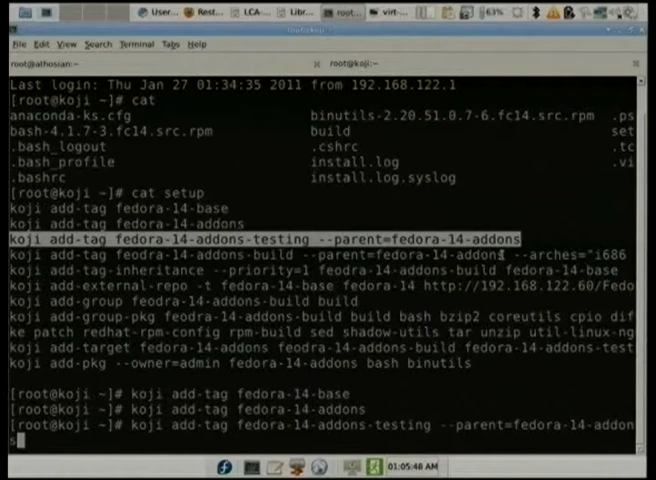 User...
Rest...
LCA-...
Libr...
root...
virt-...
63%
File Edit View Search Terminal Tabs Help
root@athosian:~
root@koji:~
Last login: Thu Jan 27 01:34:35 2011 from 192.168.122.1
[root@koji ~]# cat
anaconda-ks.cfg binutils-2.20.51.0.7-6.fc14.src.rpm .ps
bash-4.1.7-3.fc14.src.rpm build set
.bash_logout .cshrc .tc
.bash_profile install.log .vi
.bashrc install.log.syslog
[root@koji ~]# cat setup
koji add-tag fedora-14-base
koji add-tag fedora-14-addons
koji add-tag fedora-14-addons-testing --parent=fedora-14-addons
koji add-tag fedora-14-addons-build --parent=fedora-14-addons --arches="i686
koji add-tag-inheritance --priority=1 feodra-14-addons-build fedora-14-base
koji add-external-repo -t fedora-14-base fedora-14 http://192.168.122.60/Fedo
koji add-group feodra-14-addons-build build
koji add-group-pkg feodra-14-addons-build build bash bzip2 coreutils cpio dif
ke patch redhat-rpm-config rpm-build sed shadow-utils tar unzip util-linux-ng
koji add-target fedora-14-addons feodra-14-addons-build fedora-14-addons-test
koji add-pkg --owner=admin fedora-14-addons bash binutils
[root@koji ~]# koji add-tag fedora-14-base
[root@koji ~]# koji add-tag fedora-14-addons
[root@koji ~]# koji add-tag fedora-14-addons-testing --parent=fedora-14-addon
s
01:05:48 AM